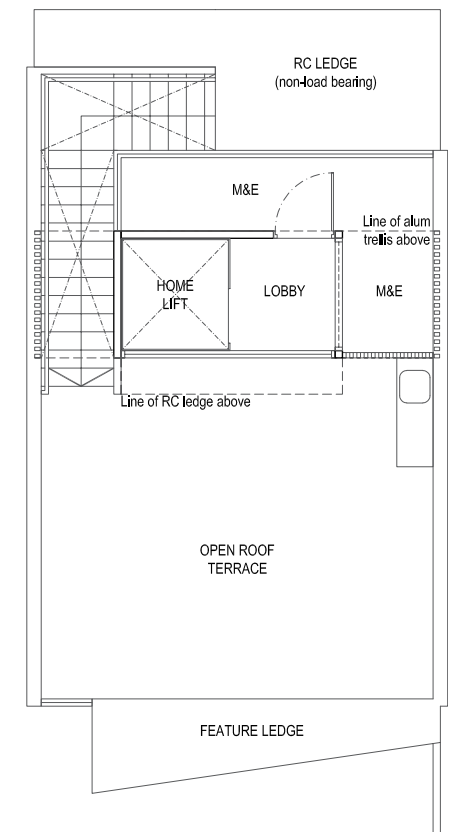 RC LEDGE
(non-load bearing)
M&E
Line of alum
trellis above
HOME
LIFT
LOBBY
M&E
Line of RC ledge above
OPEN ROOF
TERRACE
FEATURE LEDGE